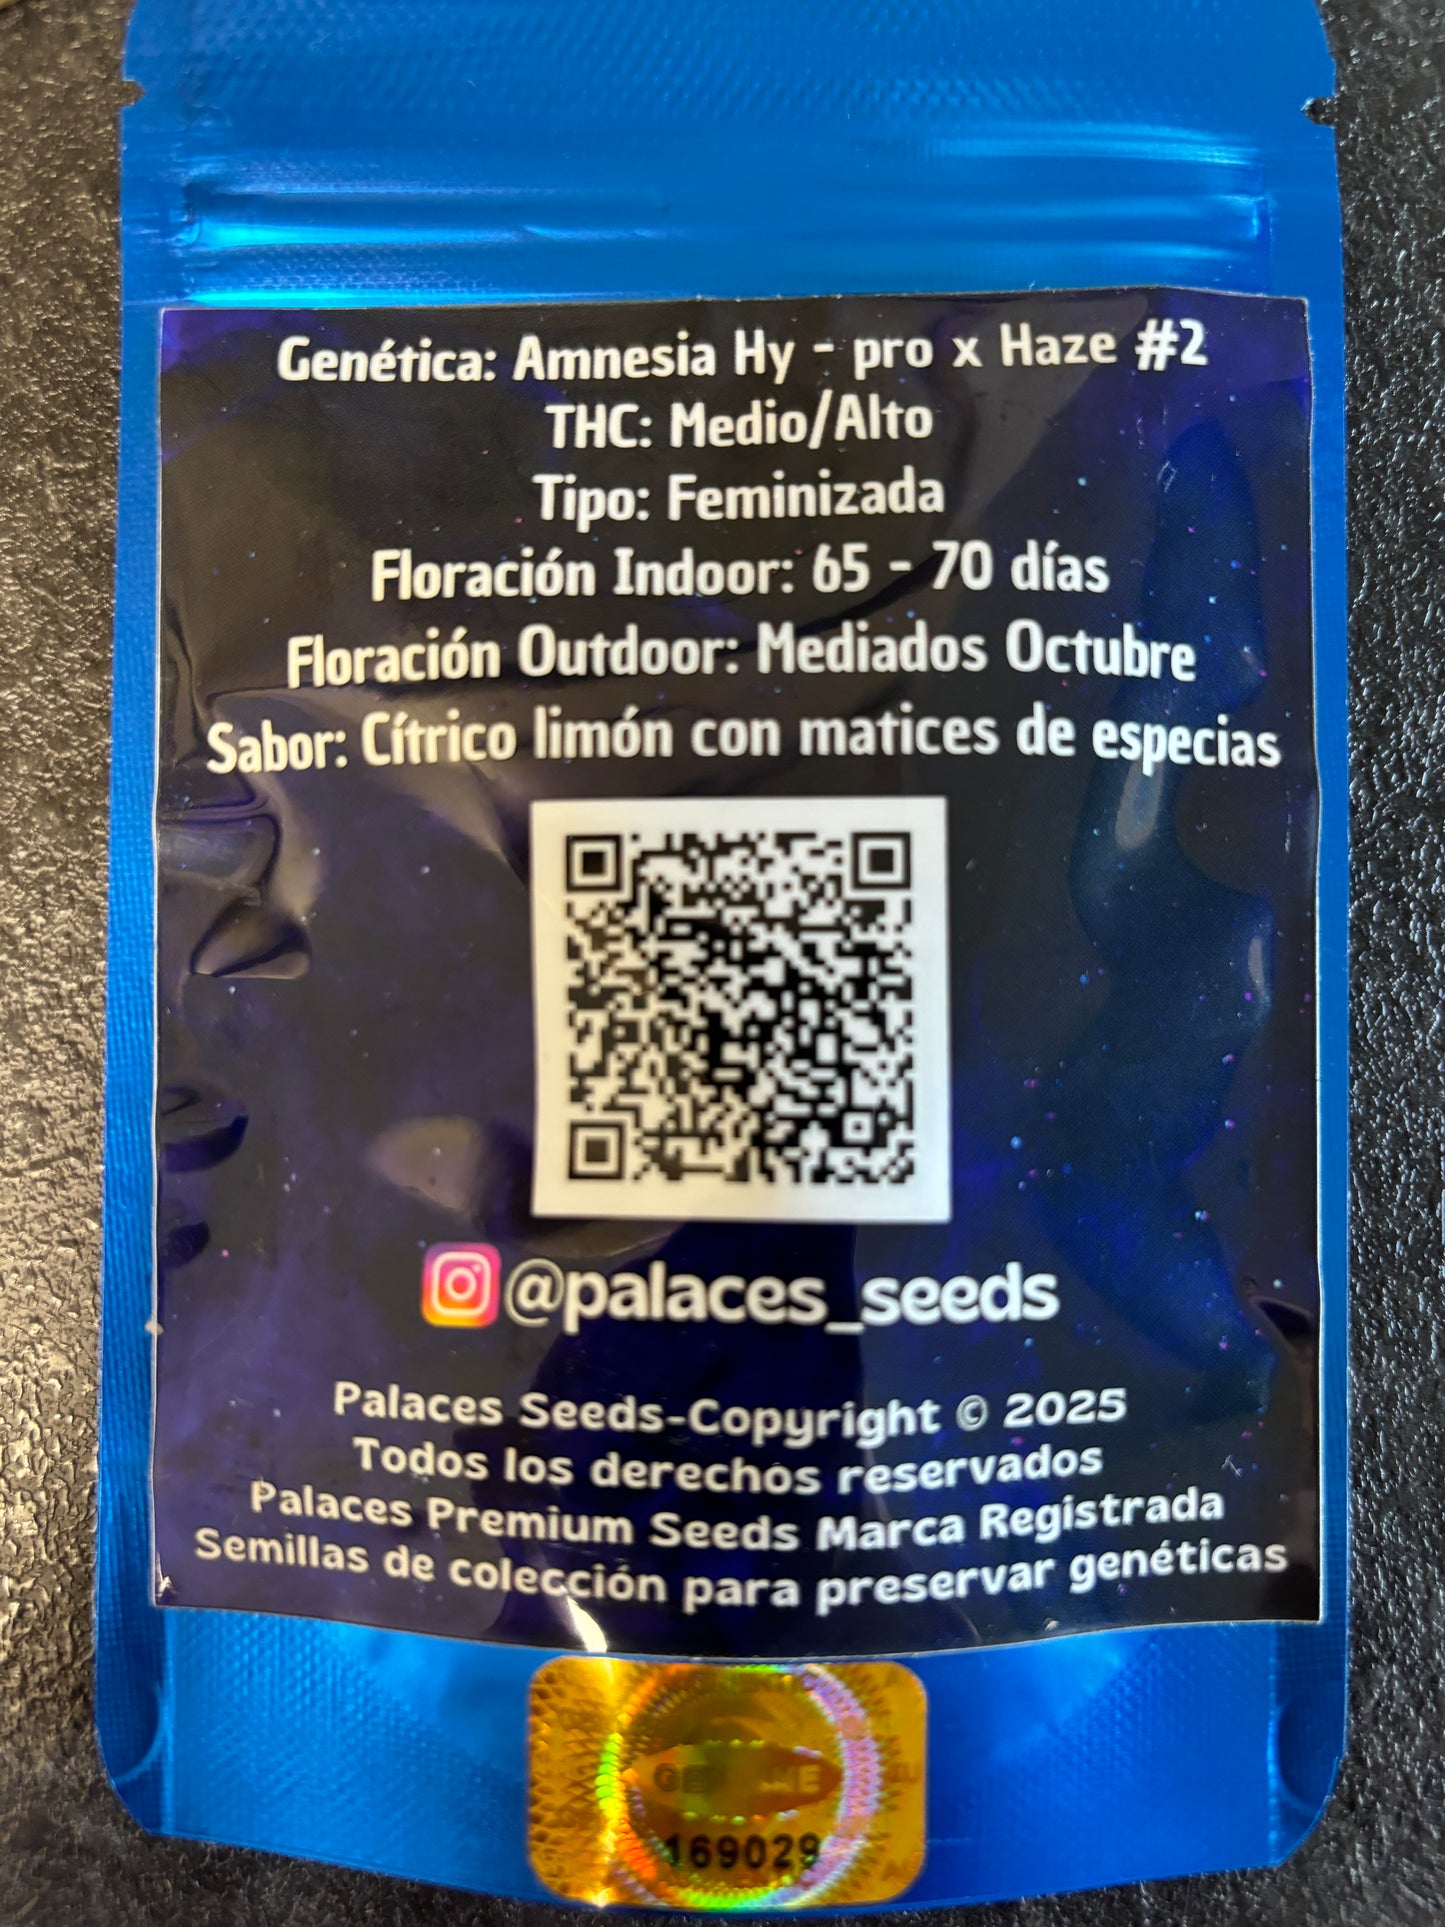 Genética: Amnesia Hy - pro x Haze #2
THC: Medio/Alto
Tipo: Feminizada
Floración Indoor: 65 - 70 días
Floración Outdoor: Mediados Octubre
Sabor: Cítrico limón con matices de especias
@palaces_seeds
Palaces Seeds-Copyright © 2025
Todos los derechos reservados
Palaces Premium Seeds Marca Registrada
Semillas de colección para preservar genéticas
169029